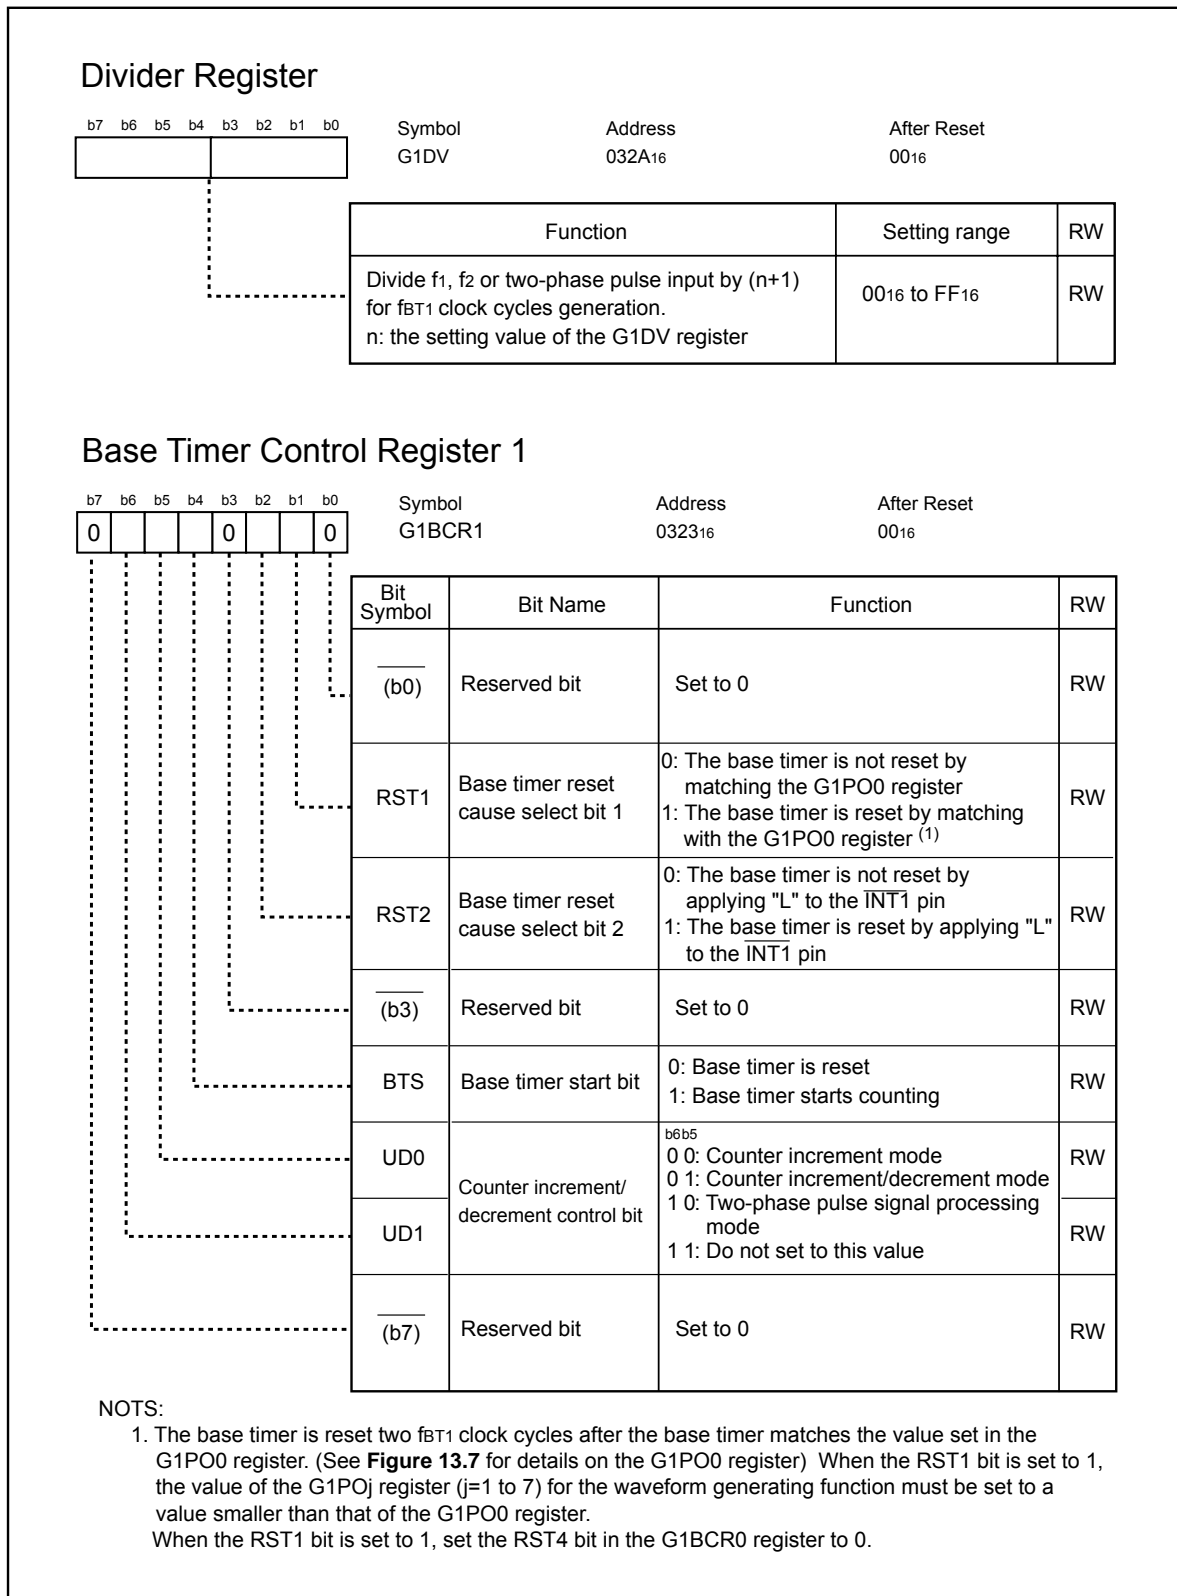 Divider Register
b7 b6 b5 b4 b3 b2 b1 b0
Symbol Address After Reset
G1DV 032A16 0016
Function Setting range RW
Divide f1, f2 or two-phase pulse input by (n+1)
for fBT1 clock cycles generation.
n: the setting value of the G1DV register
0016 to FF16 RW
Base Timer Control Register 1
b7 b6 b5 b4 b3 b2 b1 b0
0 0 0
Symbol Address After Reset
G1BCR1 032316 0016
Bit
Symbol
Bit Name Function RW
(b0) Reserved bit Set to 0 RW
RST1
Base timer reset
cause select bit 1
0: The base timer is not reset by
matching the G1PO0 register
1: The base timer is reset by matching
with the G1PO0 register (1)
RW
RST2
Base timer reset
cause select bit 2
0: The base timer is not reset by
applying "L" to the INT1 pin
1: The base timer is reset by applying "L"
to the INT1 pin
RW
(b3) Reserved bit Set to 0 RW
BTS Base timer start bit
0: Base timer is reset
1: Base timer starts counting
RW
UD0
UD1
Counter increment/
decrement control bit
b6b5
0 0: Counter increment mode
0 1: Counter increment/decrement mode
1 0: Two-phase pulse signal processing
mode
1 1: Do not set to this value
RW
RW
(b7) Reserved bit Set to 0 RW
NOTS:
1. The base timer is reset two fBT1 clock cycles after the base timer matches the value set in the
G1PO0 register. (See Figure 13.7 for details on the G1PO0 register) When the RST1 bit is set to 1,
the value of the G1POj register (j=1 to 7) for the waveform generating function must be set to a
value smaller than that of the G1PO0 register.
When the RST1 bit is set to 1, set the RST4 bit in the G1BCR0 register to 0.